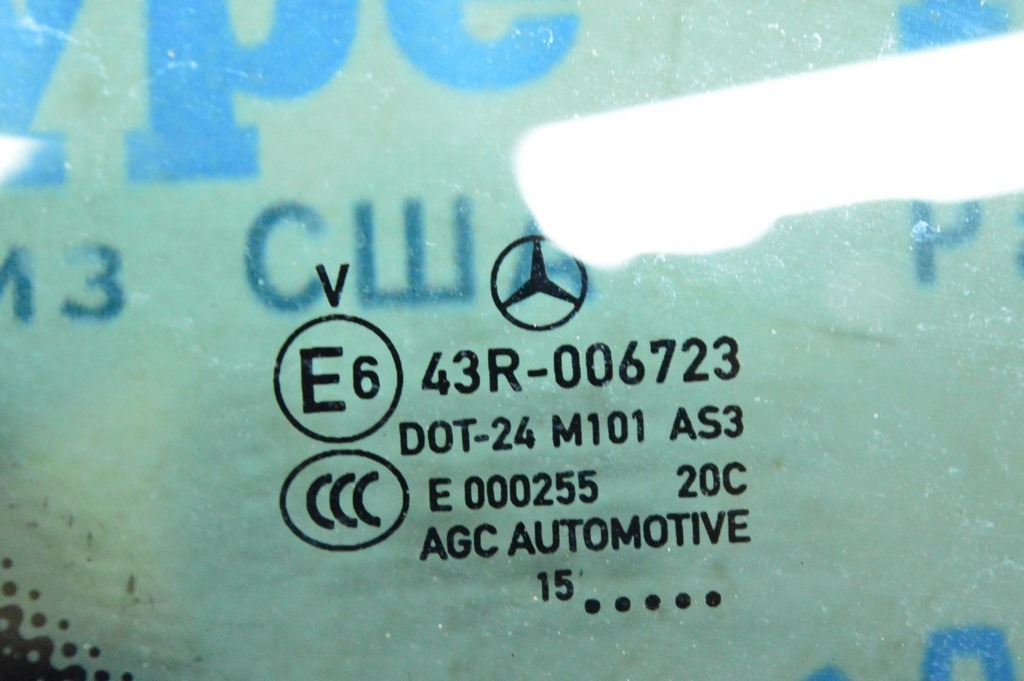 из США
V
E6 43R-006723
DOT-24 M101 AS3
CCC E 000255 20C
AGC AUTOMOTIVE
15.....